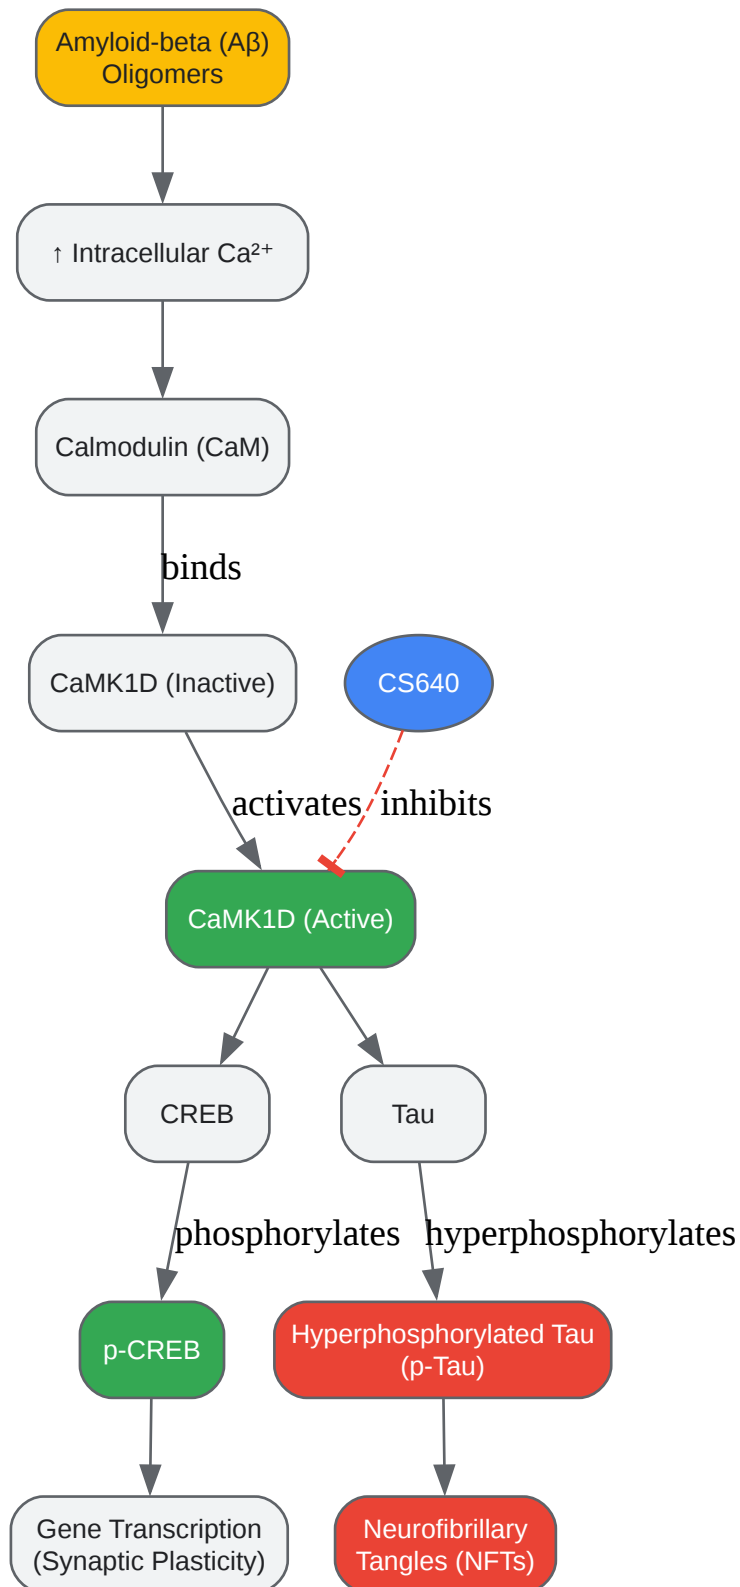 Amyloid-beta (Aβ)
Oligomers
↑ Intracellular Ca²⁺
Calmodulin (CaM)
binds
CaMK1D (Inactive)
CS640
activates
inhibits
CaMK1D (Active)
CREB
Tau
phosphorylates
hyperphosphorylates
p-CREB
Hyperphosphorylated Tau
(p-Tau)
Gene Transcription
(Synaptic Plasticity)
Neurofibrillary
Tangles (NFTs)